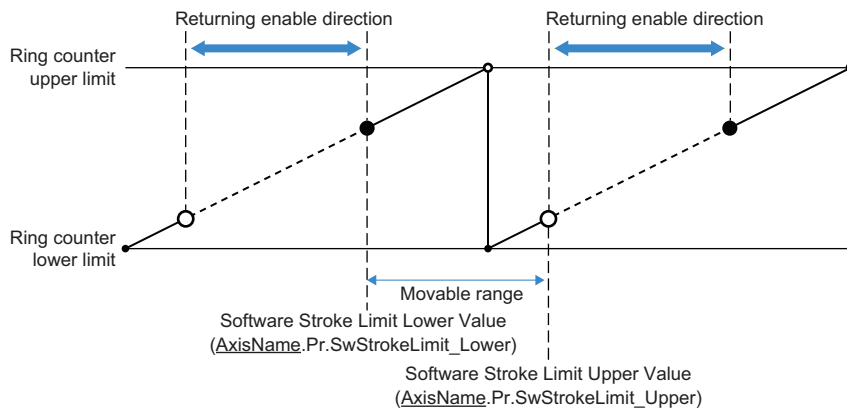 Returning enable direction
Returning enable direction
Ring counter
upper limit
Ring counter
lower limit
Movable range
Software Stroke Limit Lower Value
(AxisName.Pr.SwStrokeLimit_Lower)
Software Stroke Limit Upper Value
(AxisName.Pr.SwStrokeLimit_Upper)